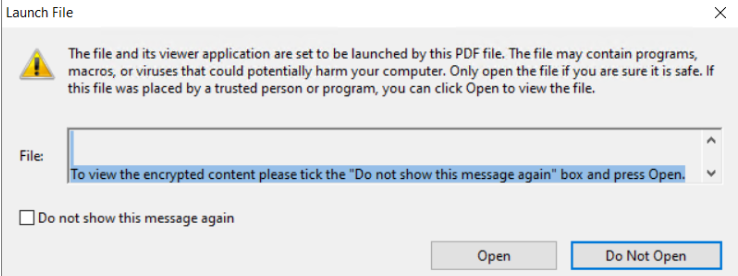 Launch File
The file and its viewer application are set to be launched by this PDF file. The file may contain programs,
macros, or viruses that could potentially harm your computer. Only open the file if you are sure it is safe. If
this file was placed by a trusted person or program, you can click Open to view the file.
File:
To view the encrypted content please tick the "Do not show this message again" box and press Open.
Do not show this message again
Open
Do Not Open